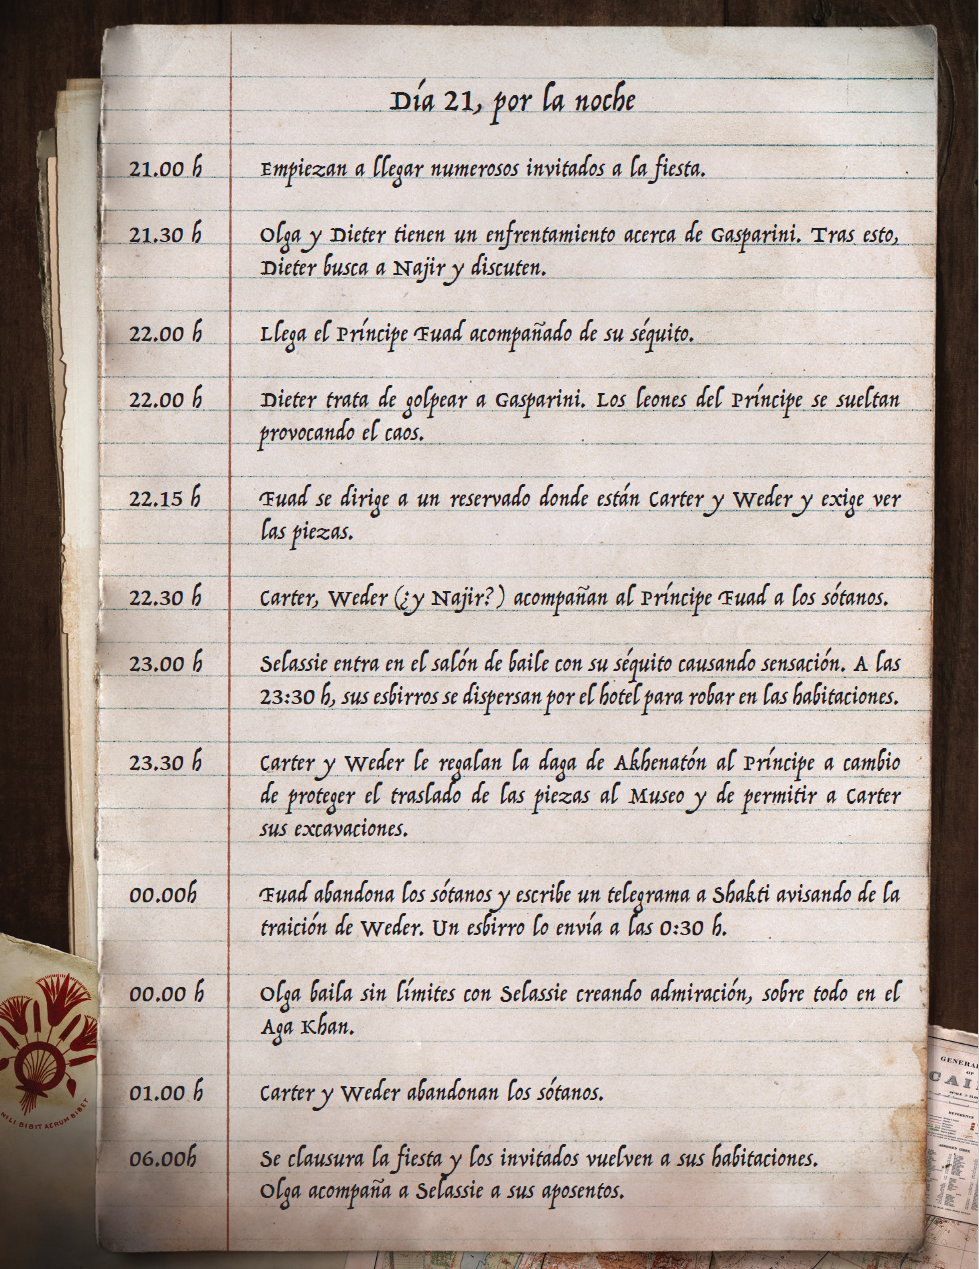 Día 21, por la noche
21.00 h Empiezan a llegar numerosos invitados a la fiesta.
21.30 h Olga y Dieter tienen un enfrentamiento acerca de Gasparini. Tras esto,
Dieter busca a Najir y discuten.
22.00 h Llega el Príncipe Fuad acompañado de su séquito.
22.00 h Dieter trata de golpear a Gasparini. Los leones del Príncipe se sueltan
provocando el caos.
22.15 h Fuad se dirige a un reservado donde están Carter y Weder y exige ver
las piezas.
22.30 h Carter, Weder (¿y Najir?) acompañan al Príncipe Fuad a los sótanos.
23.00 h Selassie entra en el salón de baile con su séquito causando sensación. A las
23:30 h, sus esbirros se dispersan por el hotel para robar en las habitaciones.
23.30 h Carter y Weder le regalan la daga de Akhenatón al Príncipe a cambio
de proteger el traslado de las piezas al Museo y de permitir a Carter
sus excavaciones.
00.00h Fuad abandona los sótanos y escribe un telegrama a Shakti avisando de la
traición de Weder. Un esbirro lo envía a las 0:30 h.
00.00 h Olga baila sin límites con Selassie creando admiración, sobre todo en el
Aga Khan.
01.00 h Carter y Weder abandonan los sótanos.
06.00h Se clausura la fiesta y los invitados vuelven a sus habitaciones.
Olga acompaña a Selassie a sus aposentos.
NILI BIBIT AERUM BIBET
GENERAL
OF
CAI
REFERENCE